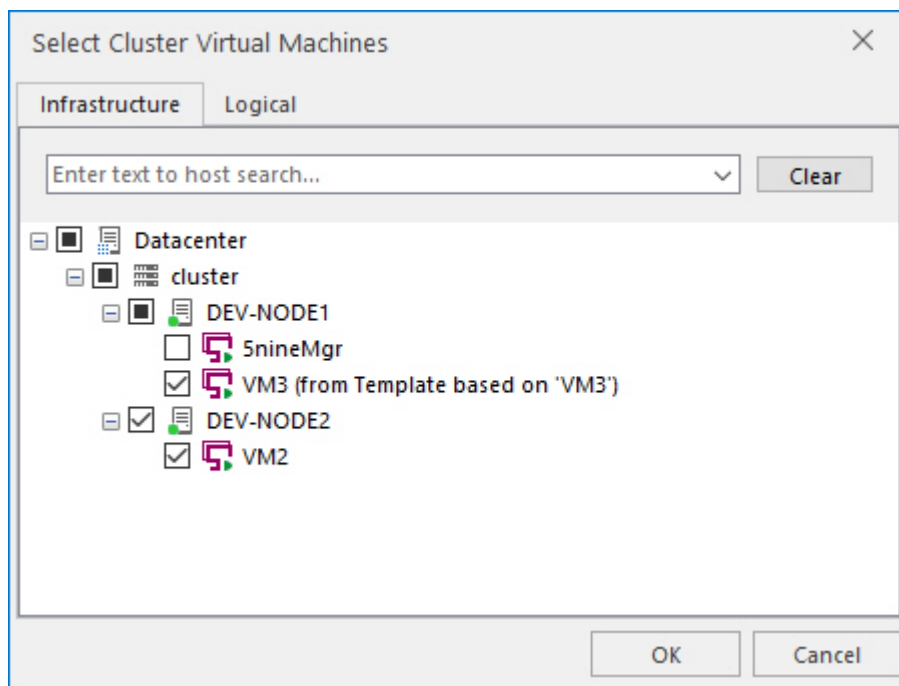 Select Cluster Virtual Machines
Infrastructure Logical
Enter text to host search... Clear
Datacenter
cluster
DEV-NODE1
5nineMgr
VM3 (from Template based on 'VM3')
DEV-NODE2
VM2
OK Cancel